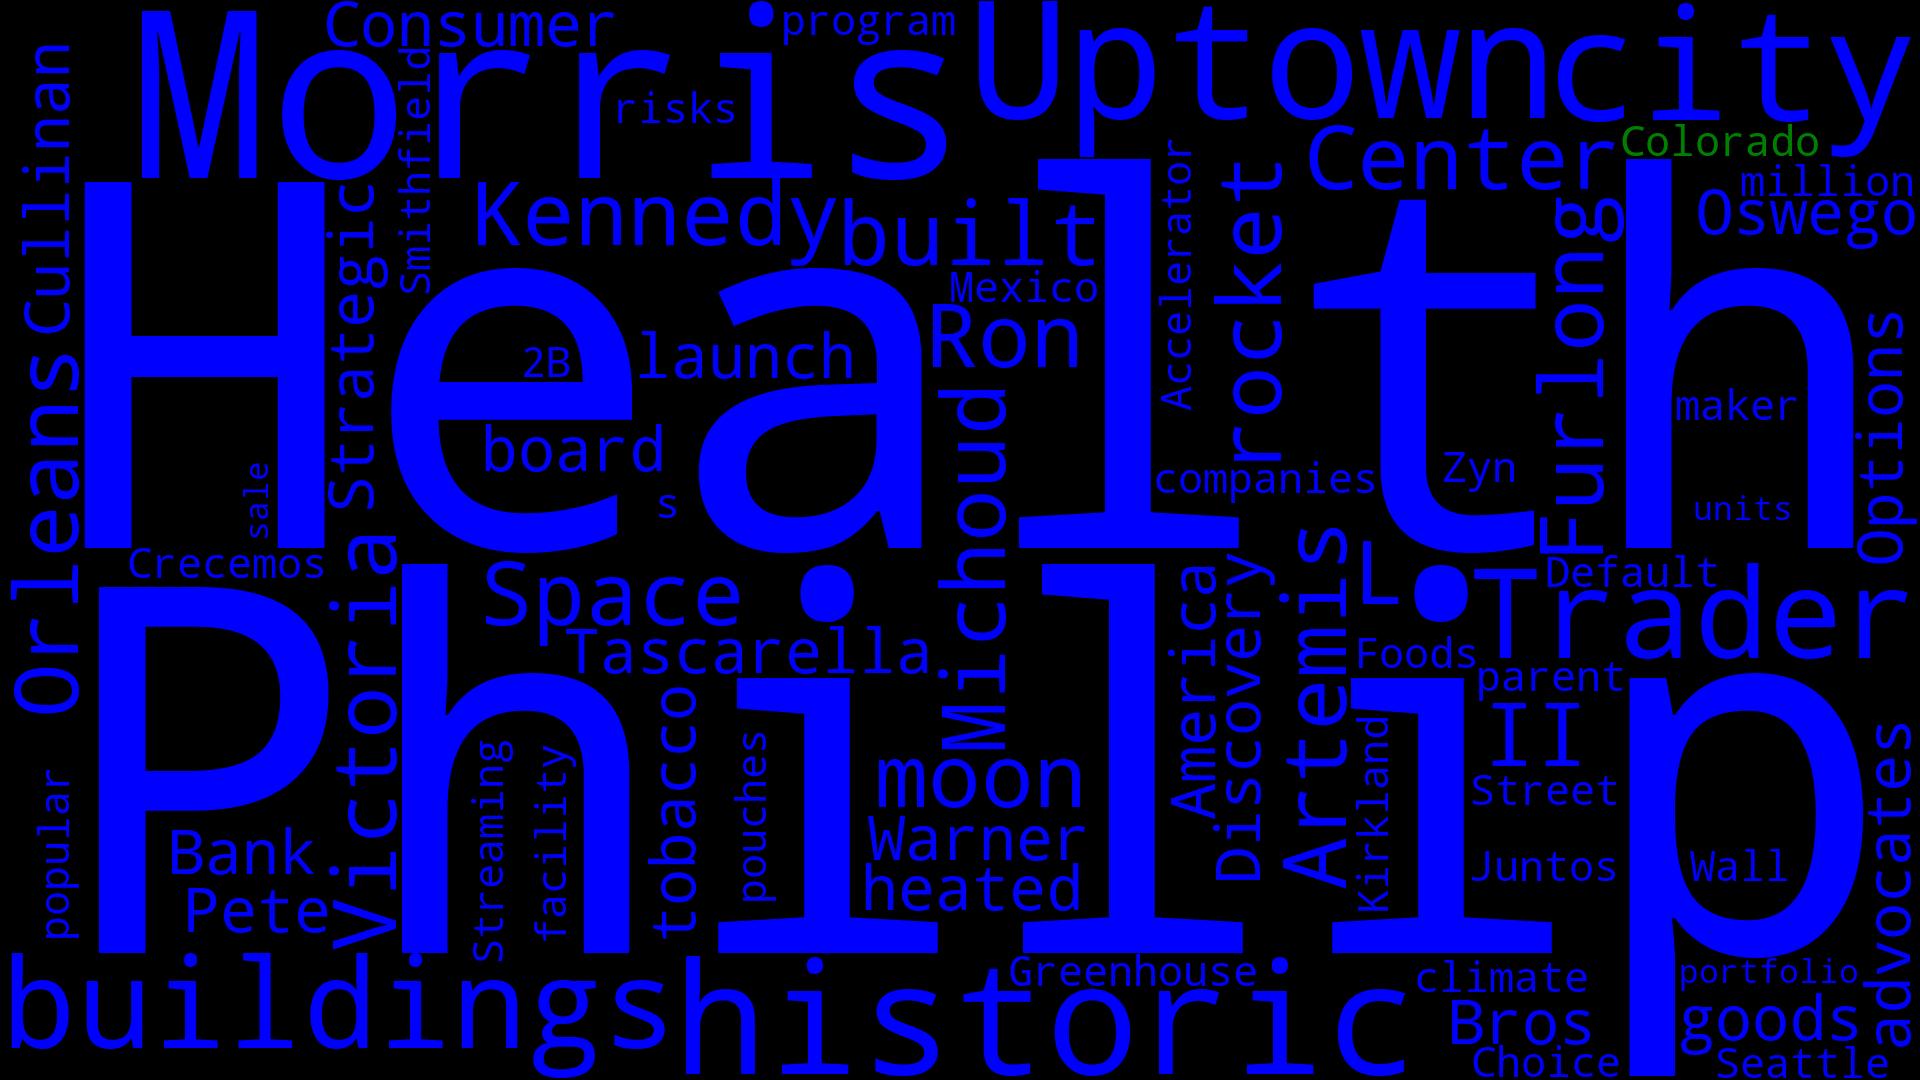 Morris
Consumer
program
Uptown
city
risks
Smithfield
Cullinan
Center
Colorado
million
Oswego
Health
Strategic
Kennedy
built
Mexico
Accelerator
rocket
Furlong
Ron
2B
launch
Orleans
board
s
sale
Michoud
companies
Zyn
maker
units
Options
Crecemos
Victoria
Space
Tascarella
America
Discovery
Artemis
L
Default
Trader
Foods
parent
Philip
II
Street
popular
Bank
Pete
Streaming
facility
tobacco
pouches
moon
Warner
heated
Kirkland
Juntos
Wall
advocates
buildings
historic
Greenhouse
climate
portfolio
Bros
goods
Choice
Seattle